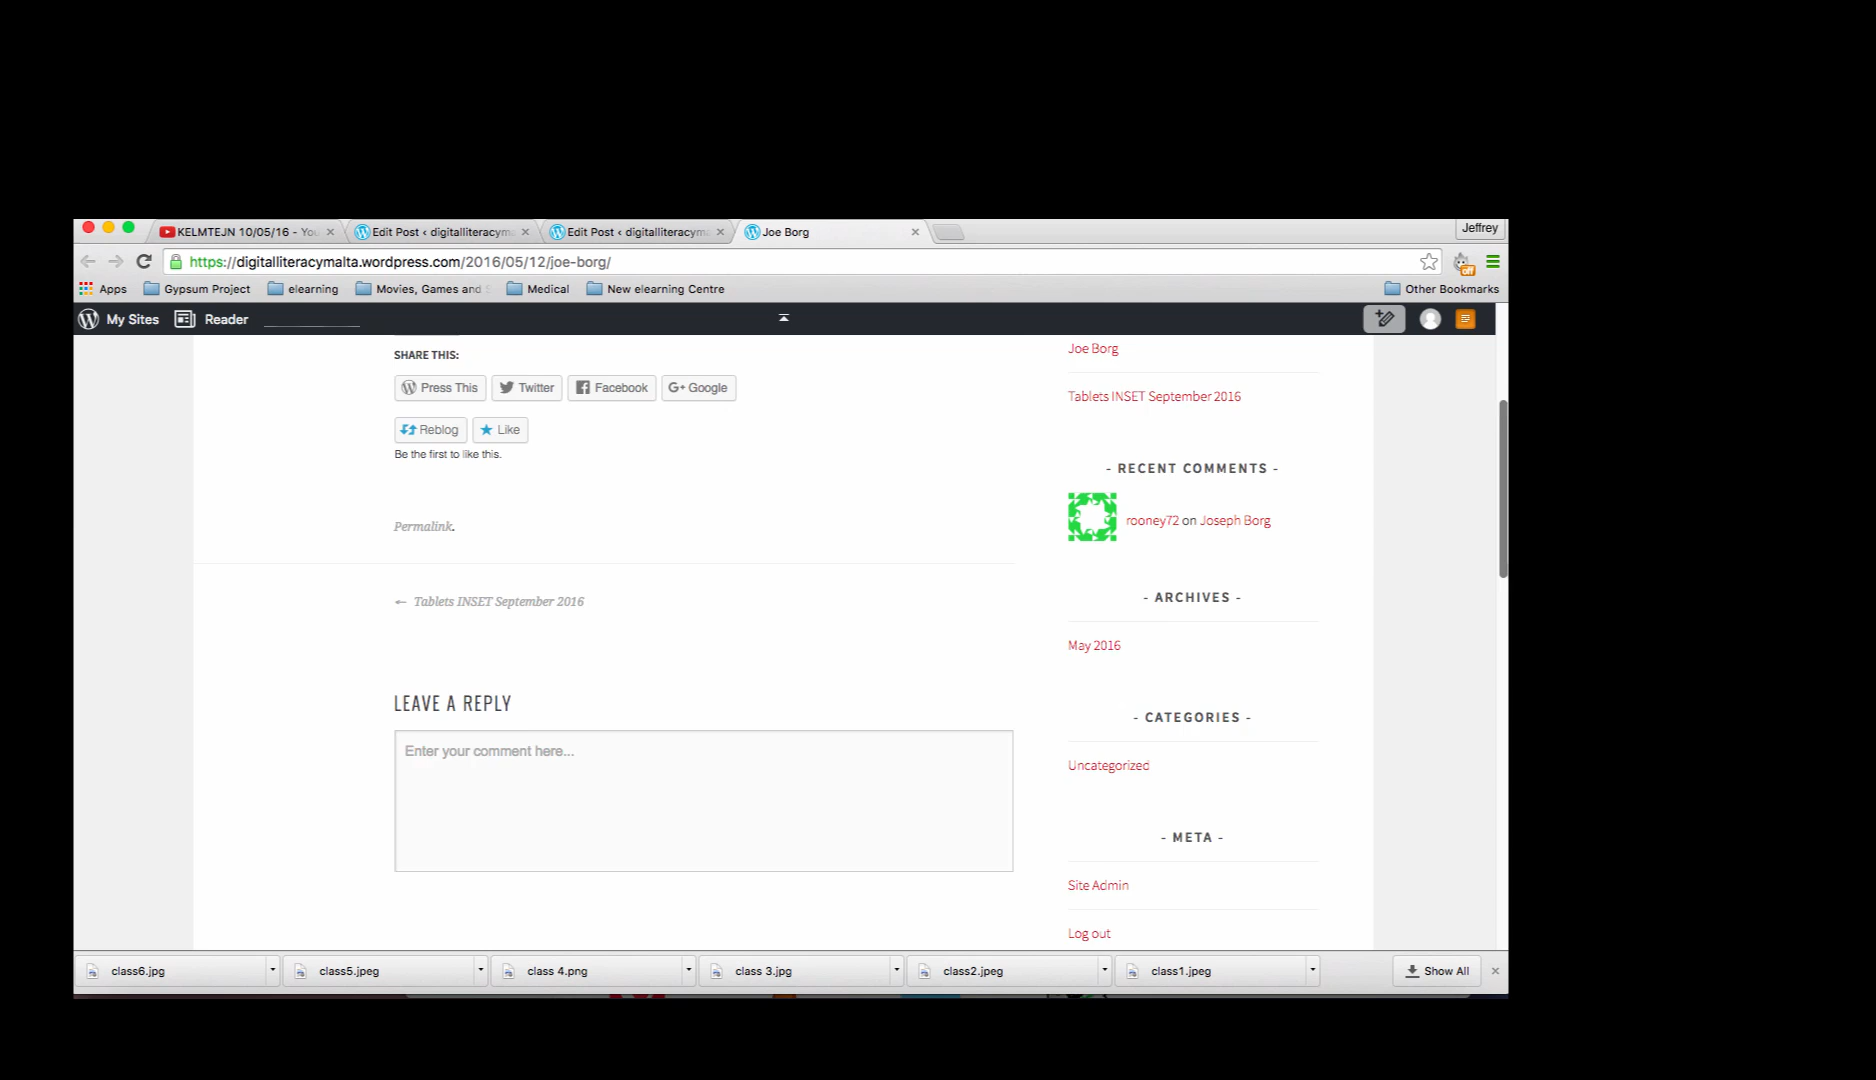 KELMTEJN 10/05/16 - You
Edit Post ‹ digitalliteracyma
Edit Post ‹ digitalliteracyma
Joe Borg
Jeffrey
https://digitalliteracymalta.wordpress.com/2016/05/12/joe-borg/
off
Apps
Gypsum Project
elearning
Movies, Games and S
Medical
New elearning Centre
Other Bookmarks
My Sites
Reader
SHARE THIS:
Press This
Twitter
Facebook
G+ Google
Reblog
Like
Be the first to like this.
Permalink.
← Tablets INSET September 2016
LEAVE A REPLY
Enter your comment here...
Joe Borg
Tablets INSET September 2016
- RECENT COMMENTS -
rooney72 on Joseph Borg
- ARCHIVES -
May 2016
- CATEGORIES -
Uncategorized
- META -
Site Admin
Log out
class6.jpg
class5.jpeg
class 4.png
class 3.jpg
class2.jpeg
class1.jpeg
Show All